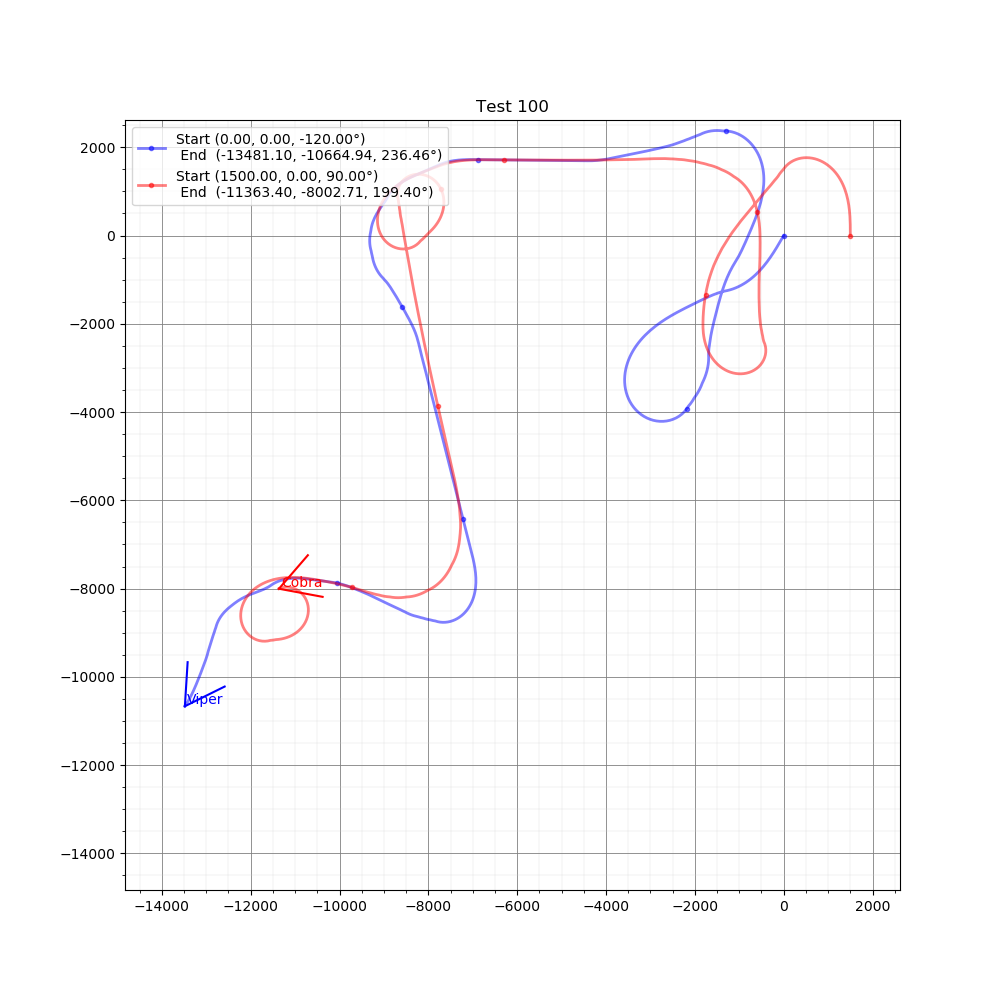 Test 100
Start (0.00, 0.00, -120.00°)
End (-13481.10, -10664.94, 236.46°)
Start (1500.00, 0.00, 90.00°)
End (-11363.40, -8002.71, 199.40°)
2000
0
−2000
−4000
−6000
−8000
−10000
−12000
−14000
Cobra
Viper
−14000 −12000 −10000 −8000 −6000 −4000 −2000 0 2000